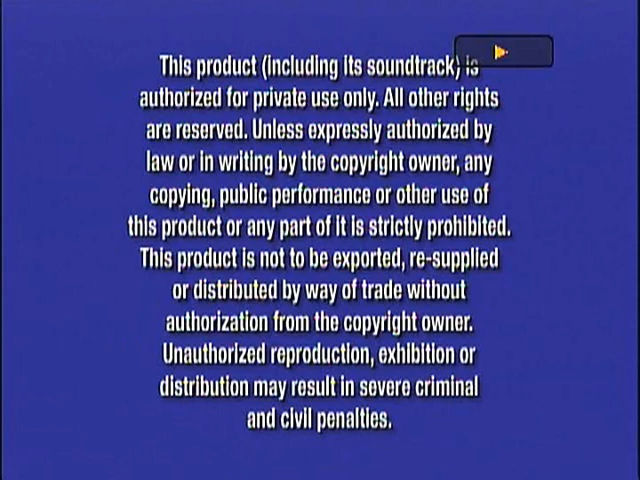 This product (including its soundtrack) is
authorized for private use only. All other rights
are reserved. Unless expressly authorized by
law or in writing by the copyright owner, any
copying, public performance or other use of
this product or any part of it is strictly prohibited.
This product is not to be exported, re-supplied
or distributed by way of trade without
authorization from the copyright owner.
Unauthorized reproduction, exhibition or
distribution may result in severe criminal
and civil penalties.